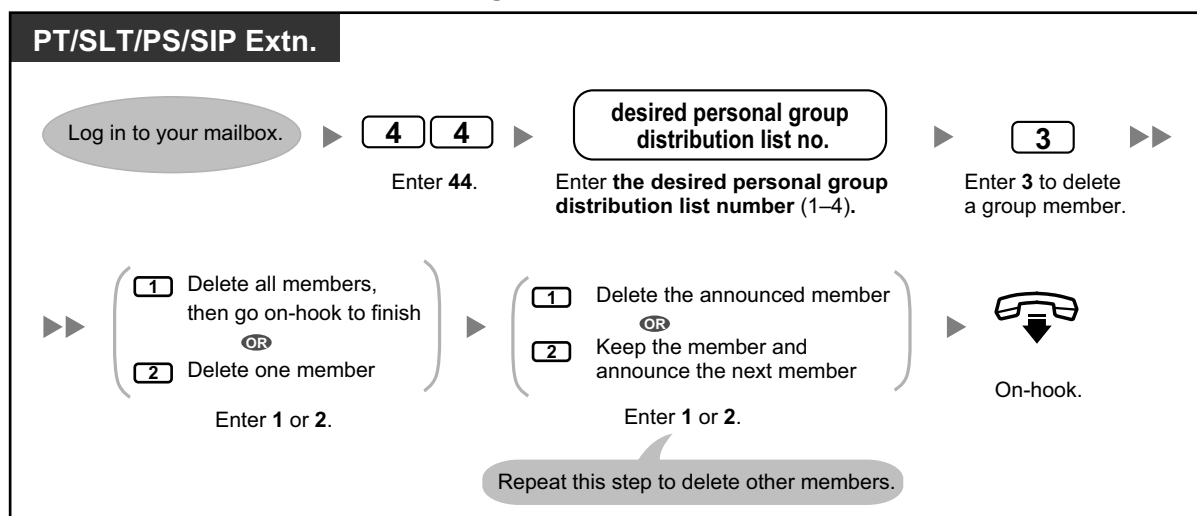 PT/SLT/PS/SIP Extn.
Log in to your mailbox.
4 4
Enter 44.
desired personal group
distribution list no.
Enter the desired personal group
distribution list number (1–4).
3
Enter 3 to delete
a group member.
1 Delete all members,
then go on-hook to finish
OR
2 Delete one member
Enter 1 or 2.
1 Delete the announced member
OR
2 Keep the member and
announce the next member
Enter 1 or 2.
Repeat this step to delete other members.
On-hook.